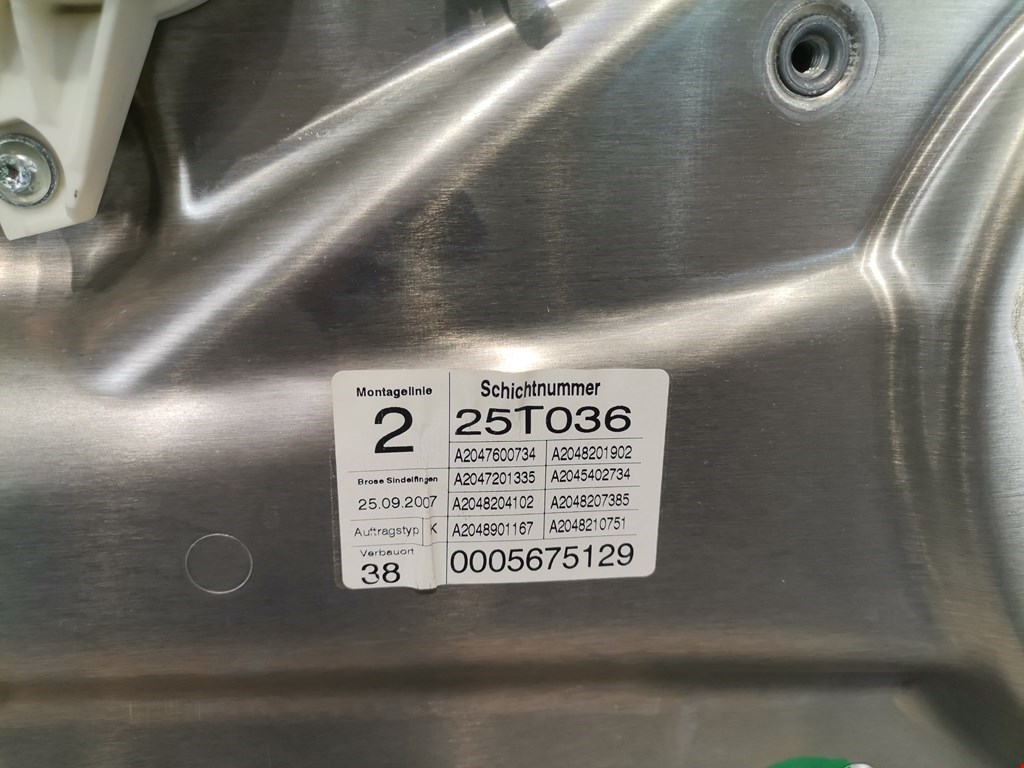 Montagelinie
2
Schichtnummer
25T036
A2047600734 A2048201902
Brose Sindelfingen
A2047201335 A2045402734
25.09.2007
A2048204102 A2048207385
Auftragstyp K
A2048901167 A2048210751
Verbauort
38
0005675129